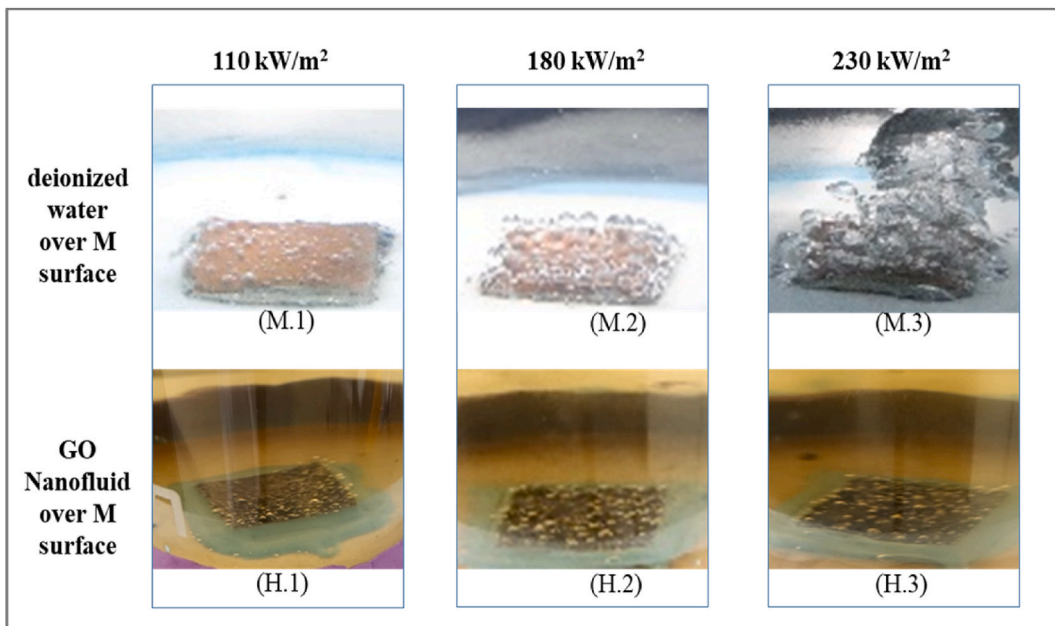 110 kW/m²
180 kW/m²
230 kW/m²
deionized
water
over M
surface
(M.1)
(M.2)
(M.3)
GO
Nanofluid
over M
surface
(H.1)
(H.2)
(H.3)